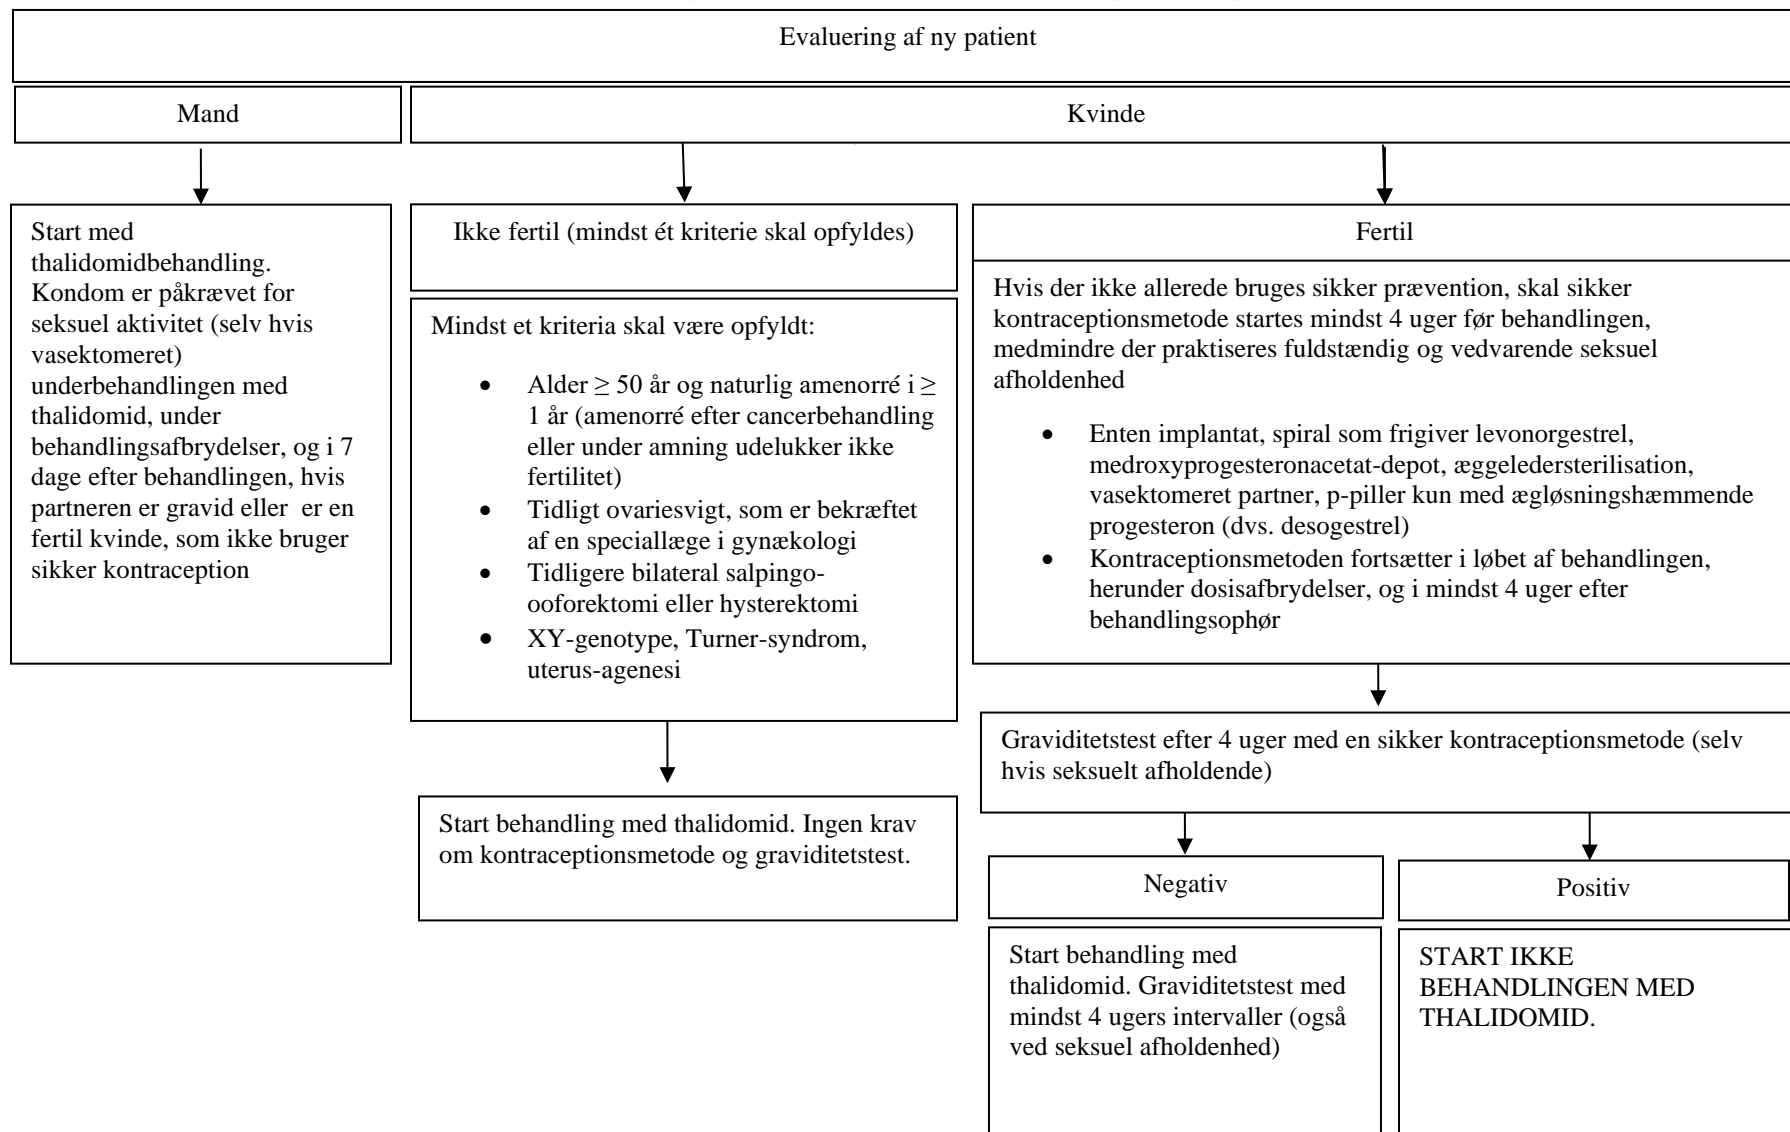 Evaluering af ny patient
Mand
Kvinde
Start med
thalidomidbehandling.
Kondom er påkrævet for
seksuel aktivitet (selv hvis
vasektomeret)
underbehandlingen med
thalidomid, under
behandlingsafbrydelser, og i 7
dage efter behandlingen, hvis
partneren er gravid eller  er en
fertil kvinde, som ikke bruger
sikker kontraception
Ikke fertil (mindst ét kriterie skal opfyldes)
Mindst et kriteria skal være opfyldt:
• Alder ≥ 50 år og naturlig amenorré i ≥
1 år (amenorré efter cancerbehandling
eller under amning udelukker ikke
fertilitet)
• Tidligt ovariesvigt, som er bekræftet
af en speciallæge i gynækologi
• Tidligere bilateral salpingo-
ooforektomi eller hysterektomi
• XY-genotype, Turner-syndrom,
uterus-agenesi
Start behandling med thalidomid. Ingen krav
om kontraceptionsmetode og graviditetstest.
Fertil
Hvis der ikke allerede bruges sikker prævention, skal sikker
kontraceptionsmetode startes mindst 4 uger før behandlingen,
medmindre der praktiseres fuldstændig og vedvarende seksuel
afholdenhed
• Enten implantat, spiral som frigiver levonorgestrel,
medroxyprogesteronacetat-depot, æggeledersterilisation,
vasektomeret partner, p-piller kun med ægløsningshæmmende
progesteron (dvs. desogestrel)
• Kontraceptionsmetoden fortsætter i løbet af behandlingen,
herunder dosisafbrydelser, og i mindst 4 uger efter
behandlingsophør
Graviditetstest efter 4 uger med en sikker kontraceptionsmetode (selv
hvis seksuelt afholdende)
Negativ
Start behandling med
thalidomid. Graviditetstest med
mindst 4 ugers intervaller (også
ved seksuel afholdenhed)
Positiv
START IKKE
BEHANDLINGEN MED
THALIDOMID.